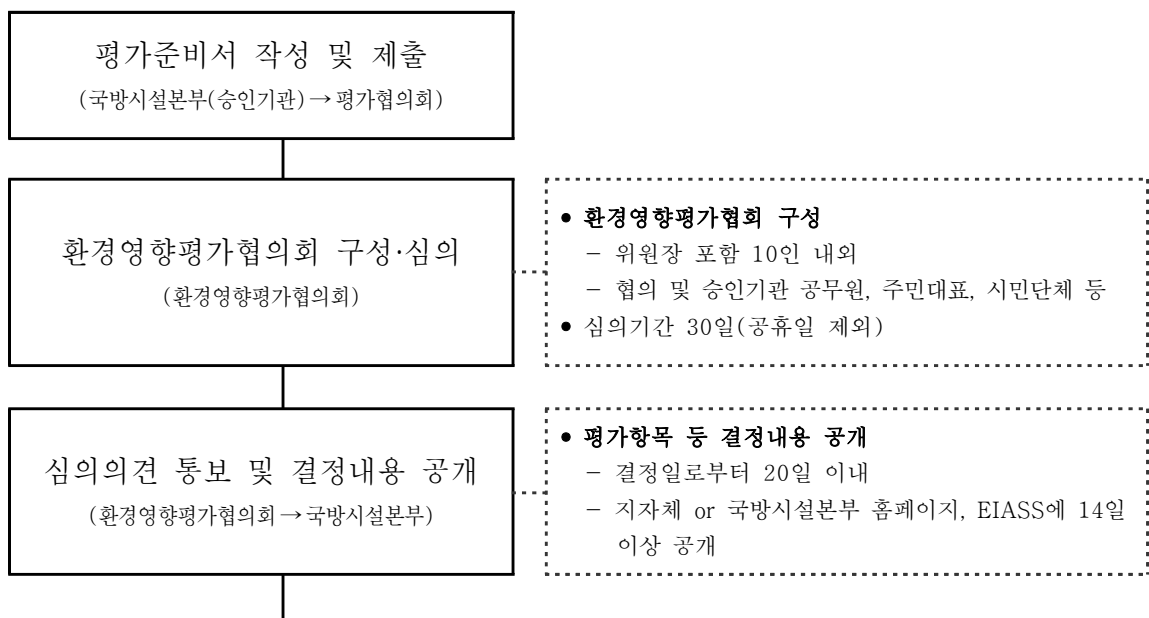 평가준비서 작성 및 제출
(국방시설본부(승인기관)→평가협의회)
환경영향평가협의회 구성·심의
(환경영향평가협의회)
• 환경영향평가협회 구성
- 위원장 포함 10인 내외
- 협의 및 승인기관 공무원, 주민대표, 시민단체 등
• 심의기간 30일(공휴일 제외)
심의의견 통보 및 결정내용 공개
(환경영향평가협의회→국방시설본부)
• 평가항목 등 결정내용 공개
- 결정일로부터 20일 이내
- 지자체 or 국방시설본부 홈페이지, EIASS에 14일
이상 공개